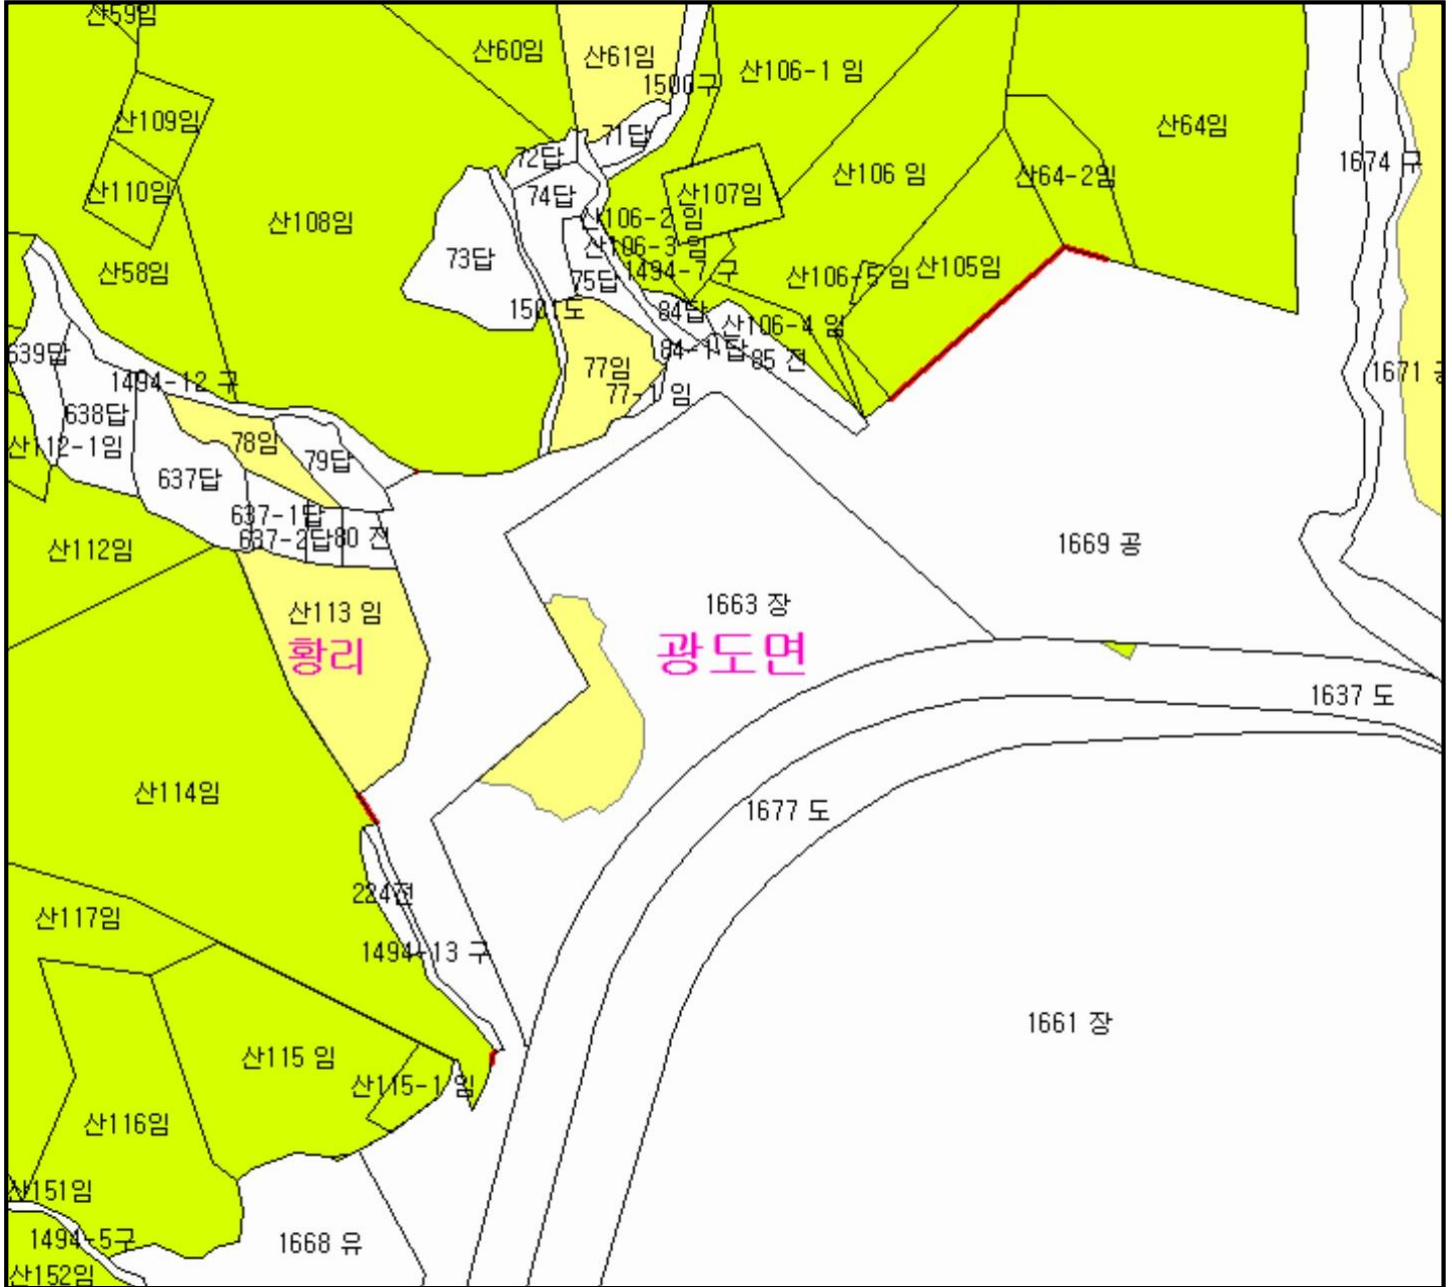 산59임
산60임
산61임
산106-1 임
1500구
산109임
71답
산64임
72답
1674 구
산110임
74답
산107임
산106 임
산64-2임
산108임
산106-2 임
산106-3 임
73답
산58임
75답
1494-7 구
산106-5 임
산105임
1501도
84답
산106-4 임
639답
84-1 답
85 전
77임
1671 공
1494-12 구
77-1 임
638답
산112-1임
78임
79답
637답
637-1답
637-2답
80 전
산112임
1669 공
산113 임
1663 장
황리
광도면
1637 도
산114임
1677 도
224전
산117임
1494-13 구
1661 장
산115 임
산115-1 임
산116임
산151임
1494-5구
1668 유
산152임